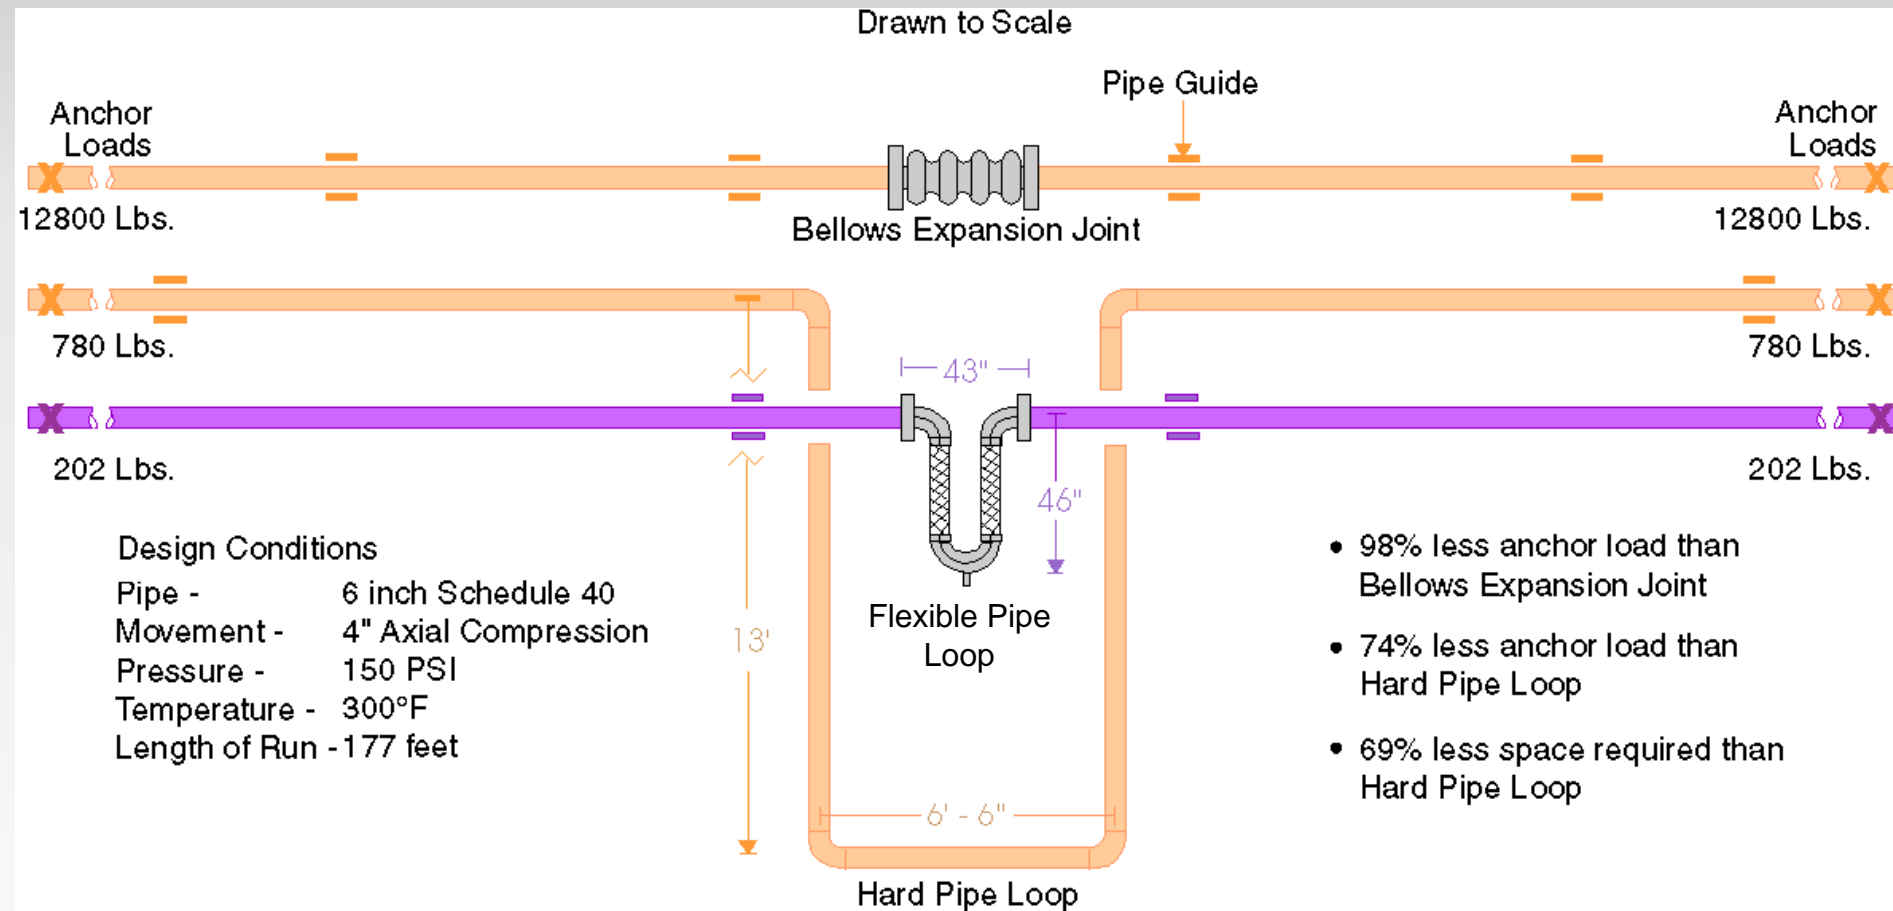 Drawn to Scale
Pipe Guide
Anchor
Loads
Anchor
Loads
12800 Lbs.
Bellows Expansion Joint
12800 Lbs.
780 Lbs.
780 Lbs.
43"
202 Lbs.
202 Lbs.
46"
Design Conditions
Pipe - 6 inch Schedule 40
Movement - 4" Axial Compression
Pressure - 150 PSI
Temperature - 300°F
Length of Run - 177 feet
13'
Flexible Pipe
Loop
• 98% less anchor load than
Bellows Expansion Joint
• 74% less anchor load than
Hard Pipe Loop
• 69% less space required than
Hard Pipe Loop
6' - 6"
Hard Pipe Loop